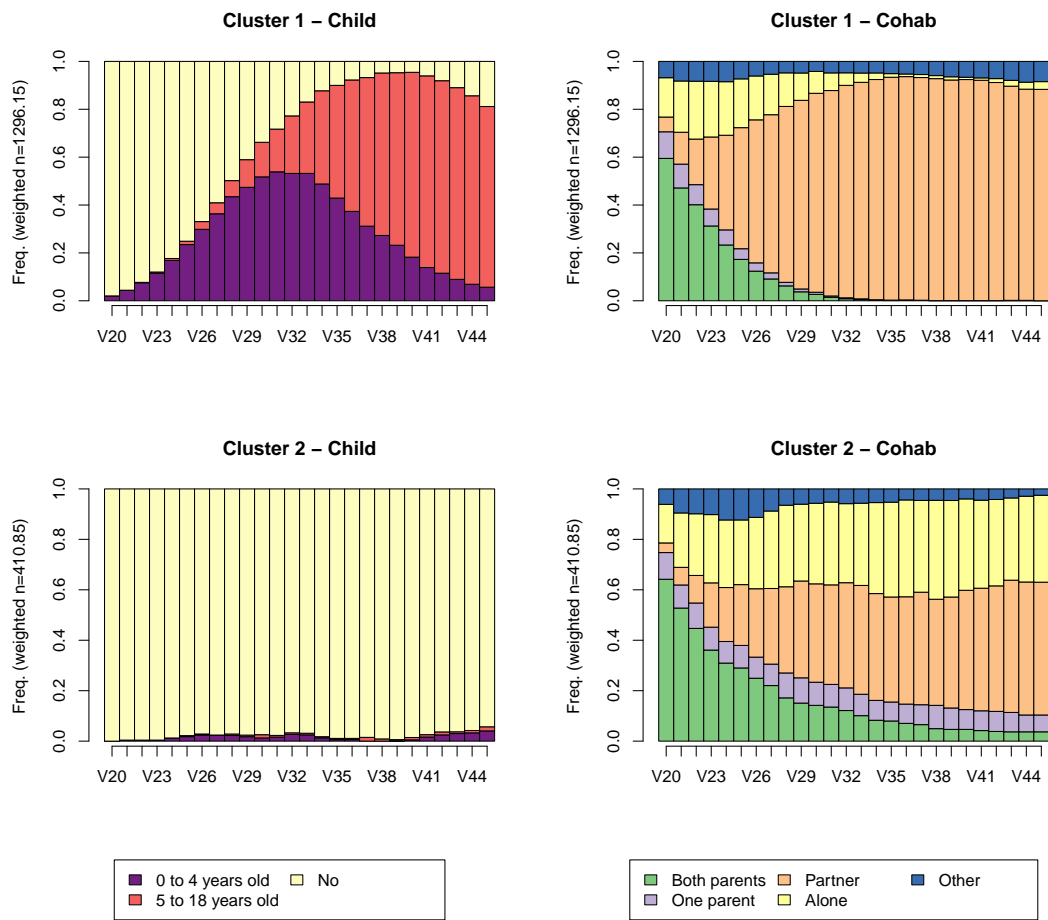 Cluster 1 – Child
Freq. (weighted n=1296.15)
0.0 0.2 0.4 0.6 0.8 1.0
V20 V23 V26 V29 V32 V35 V38 V41 V44
Cluster 1 – Cohab
Freq. (weighted n=1296.15)
0.0 0.2 0.4 0.6 0.8 1.0
V20 V23 V26 V29 V32 V35 V38 V41 V44
Cluster 2 – Child
Freq. (weighted n=410.85)
0.0 0.2 0.4 0.6 0.8 1.0
V20 V23 V26 V29 V32 V35 V38 V41 V44
Cluster 2 – Cohab
Freq. (weighted n=410.85)
0.0 0.2 0.4 0.6 0.8 1.0
V20 V23 V26 V29 V32 V35 V38 V41 V44
0 to 4 years old No
5 to 18 years old
Both parents Partner Other
One parent Alone